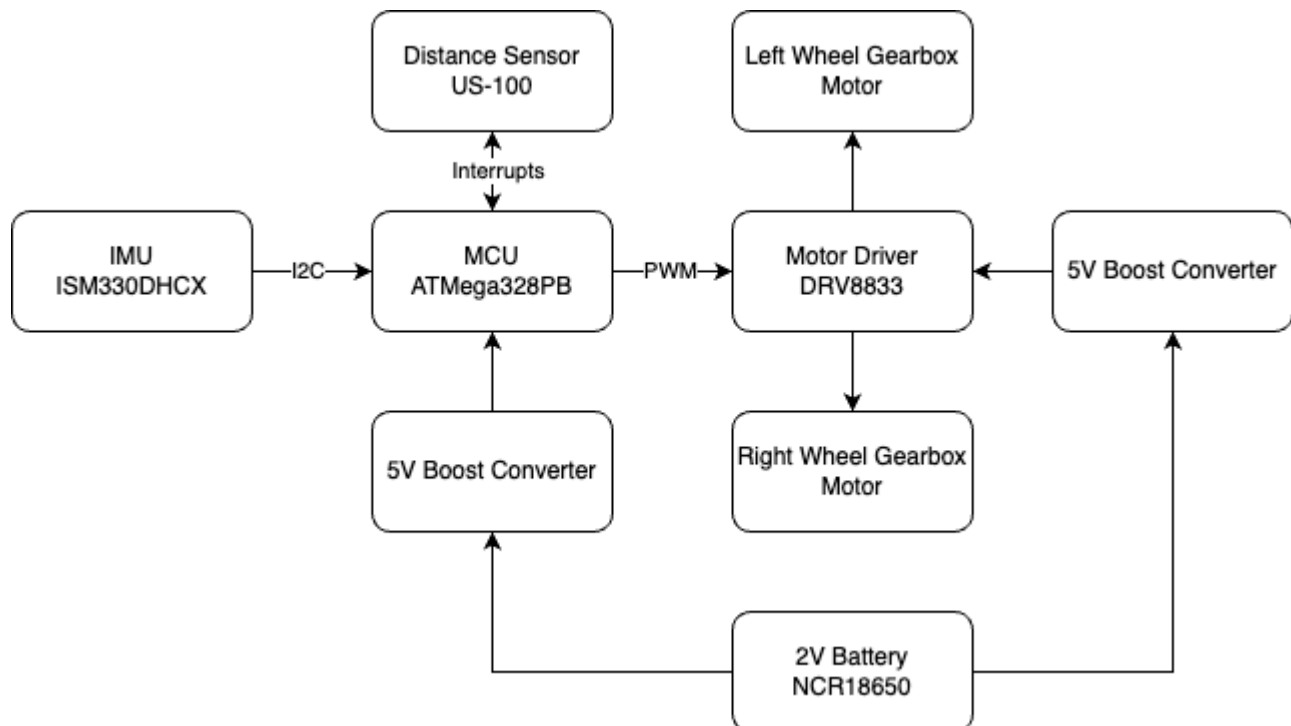 Distance Sensor
US-100
Left Wheel Gearbox
Motor
Interrupts
IMU
ISM330DHCX
I2C
MCU
ATMega328PB
PWM
Motor Driver
DRV8833
5V Boost Converter
5V Boost Converter
Right Wheel Gearbox
Motor
2V Battery
NCR18650